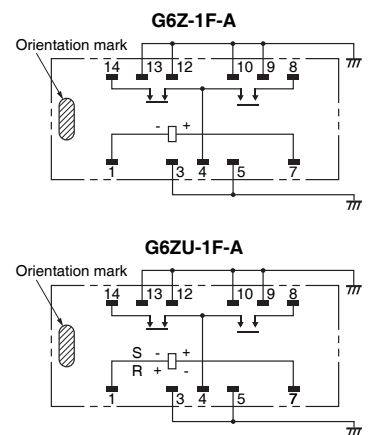 G6Z-1F-A
Orientation mark
14 13 12 10 9 8
- +
1 3 4 5 7
G6ZU-1F-A
Orientation mark
14 13 12 10 9 8
S - +
R + -
1 3 4 5 7